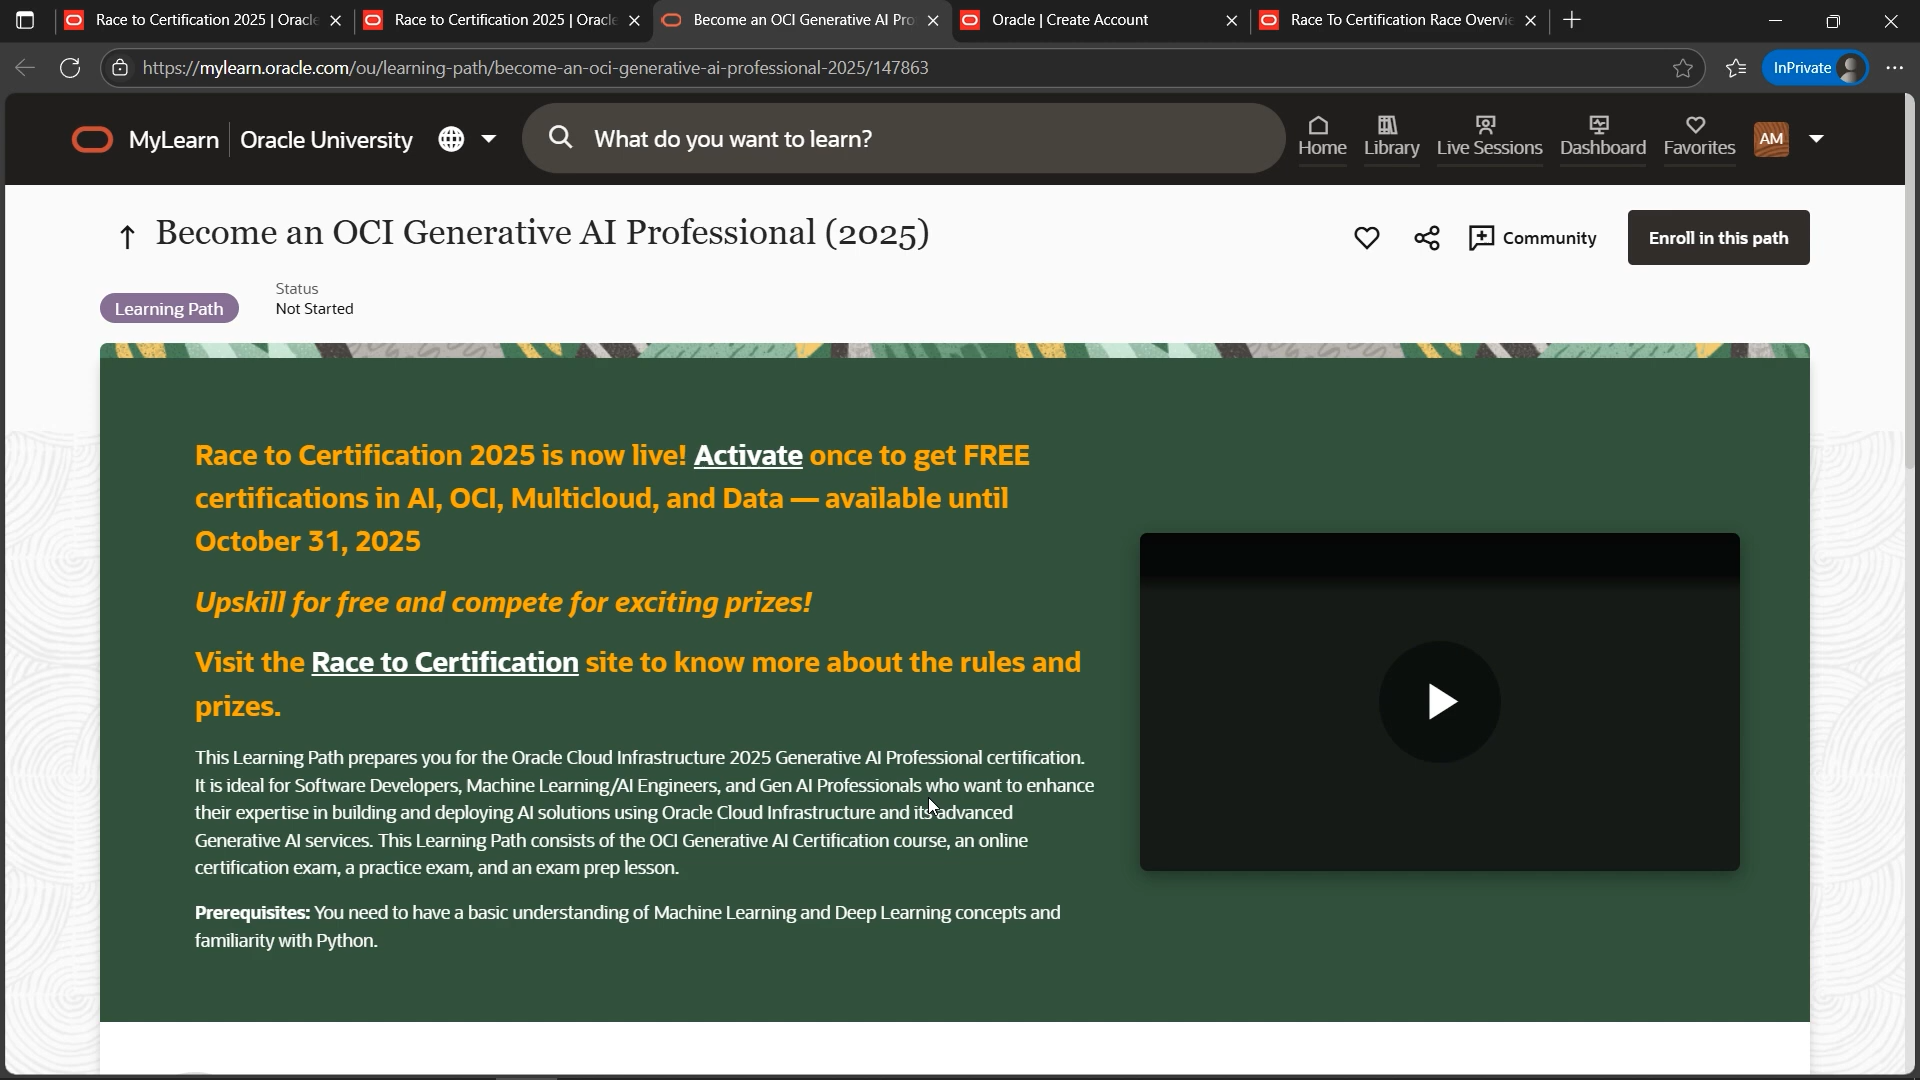 Race to Certification 2025 | Oracle
Race to Certification 2025 | Oracle
Become an OCI Generative AI Pro
Oracle | Create Account
Race To Certification Race Overvie
https://mylearn.oracle.com/ou/learning-path/become-an-oci-generative-ai-professional-2025/147863
InPrivate
MyLearn | Oracle University
What do you want to learn?
Home
Library
Live Sessions
Dashboard
Favorites
AM
Become an OCI Generative AI Professional (2025)
Community
Enroll in this path
Learning Path
Status
Not Started
Race to Certification 2025 is now live! Activate once to get FREE
certifications in AI, OCI, Multicloud, and Data — available until
October 31, 2025
Upskill for free and compete for exciting prizes!
Visit the Race to Certification site to know more about the rules and
prizes.
This Learning Path prepares you for the Oracle Cloud Infrastructure 2025 Generative AI Professional certification.
It is ideal for Software Developers, Machine Learning/AI Engineers, and Gen AI Professionals who want to enhance
their expertise in building and deploying AI solutions using Oracle Cloud Infrastructure and its advanced
Generative AI services. This Learning Path consists of the OCI Generative AI Certification course, an online
certification exam, a practice exam, and an exam prep lesson.
Prerequisites: You need to have a basic understanding of Machine Learning and Deep Learning concepts and
familiarity with Python.